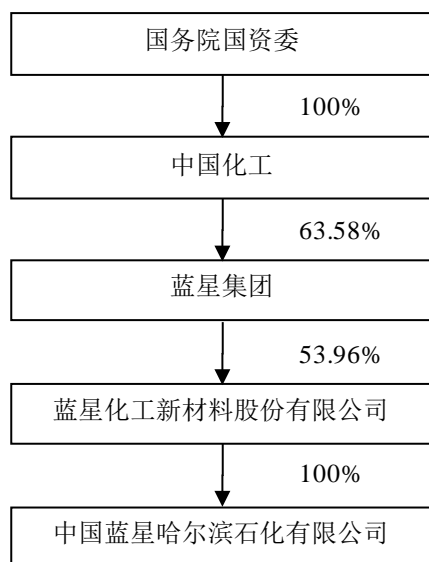 国务院国资委
100%
中国化工
63.58%
蓝星集团
53.96%
蓝星化工新材料股份有限公司
100%
中国蓝星哈尔滨石化有限公司